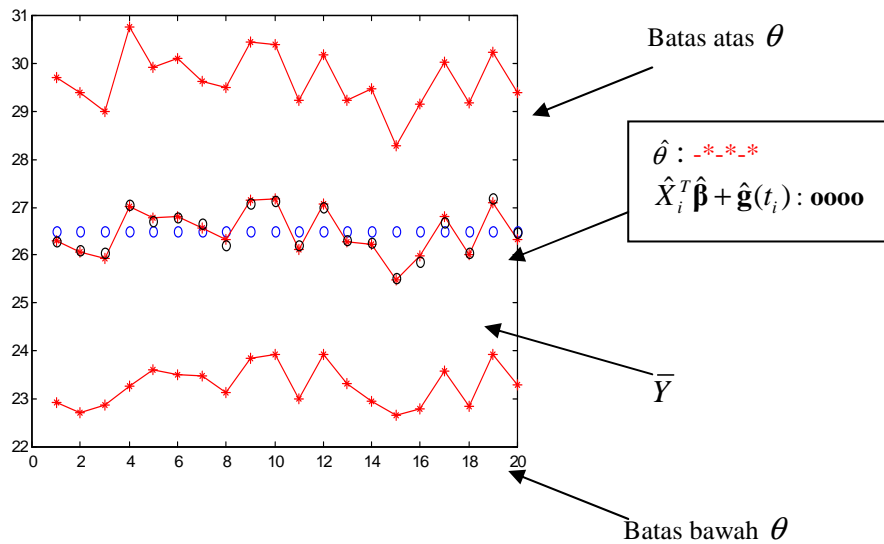 Batas atas θ
31
30
29
28
27
26
25
24
23
22
0 2 4 6 8 10 12 14 16 18 20
θ̂ : -*-*-*
X̂ᵢᵀ𝛃̂ + 𝐠̂(tᵢ) : oooo
Y̅
Batas bawah θ